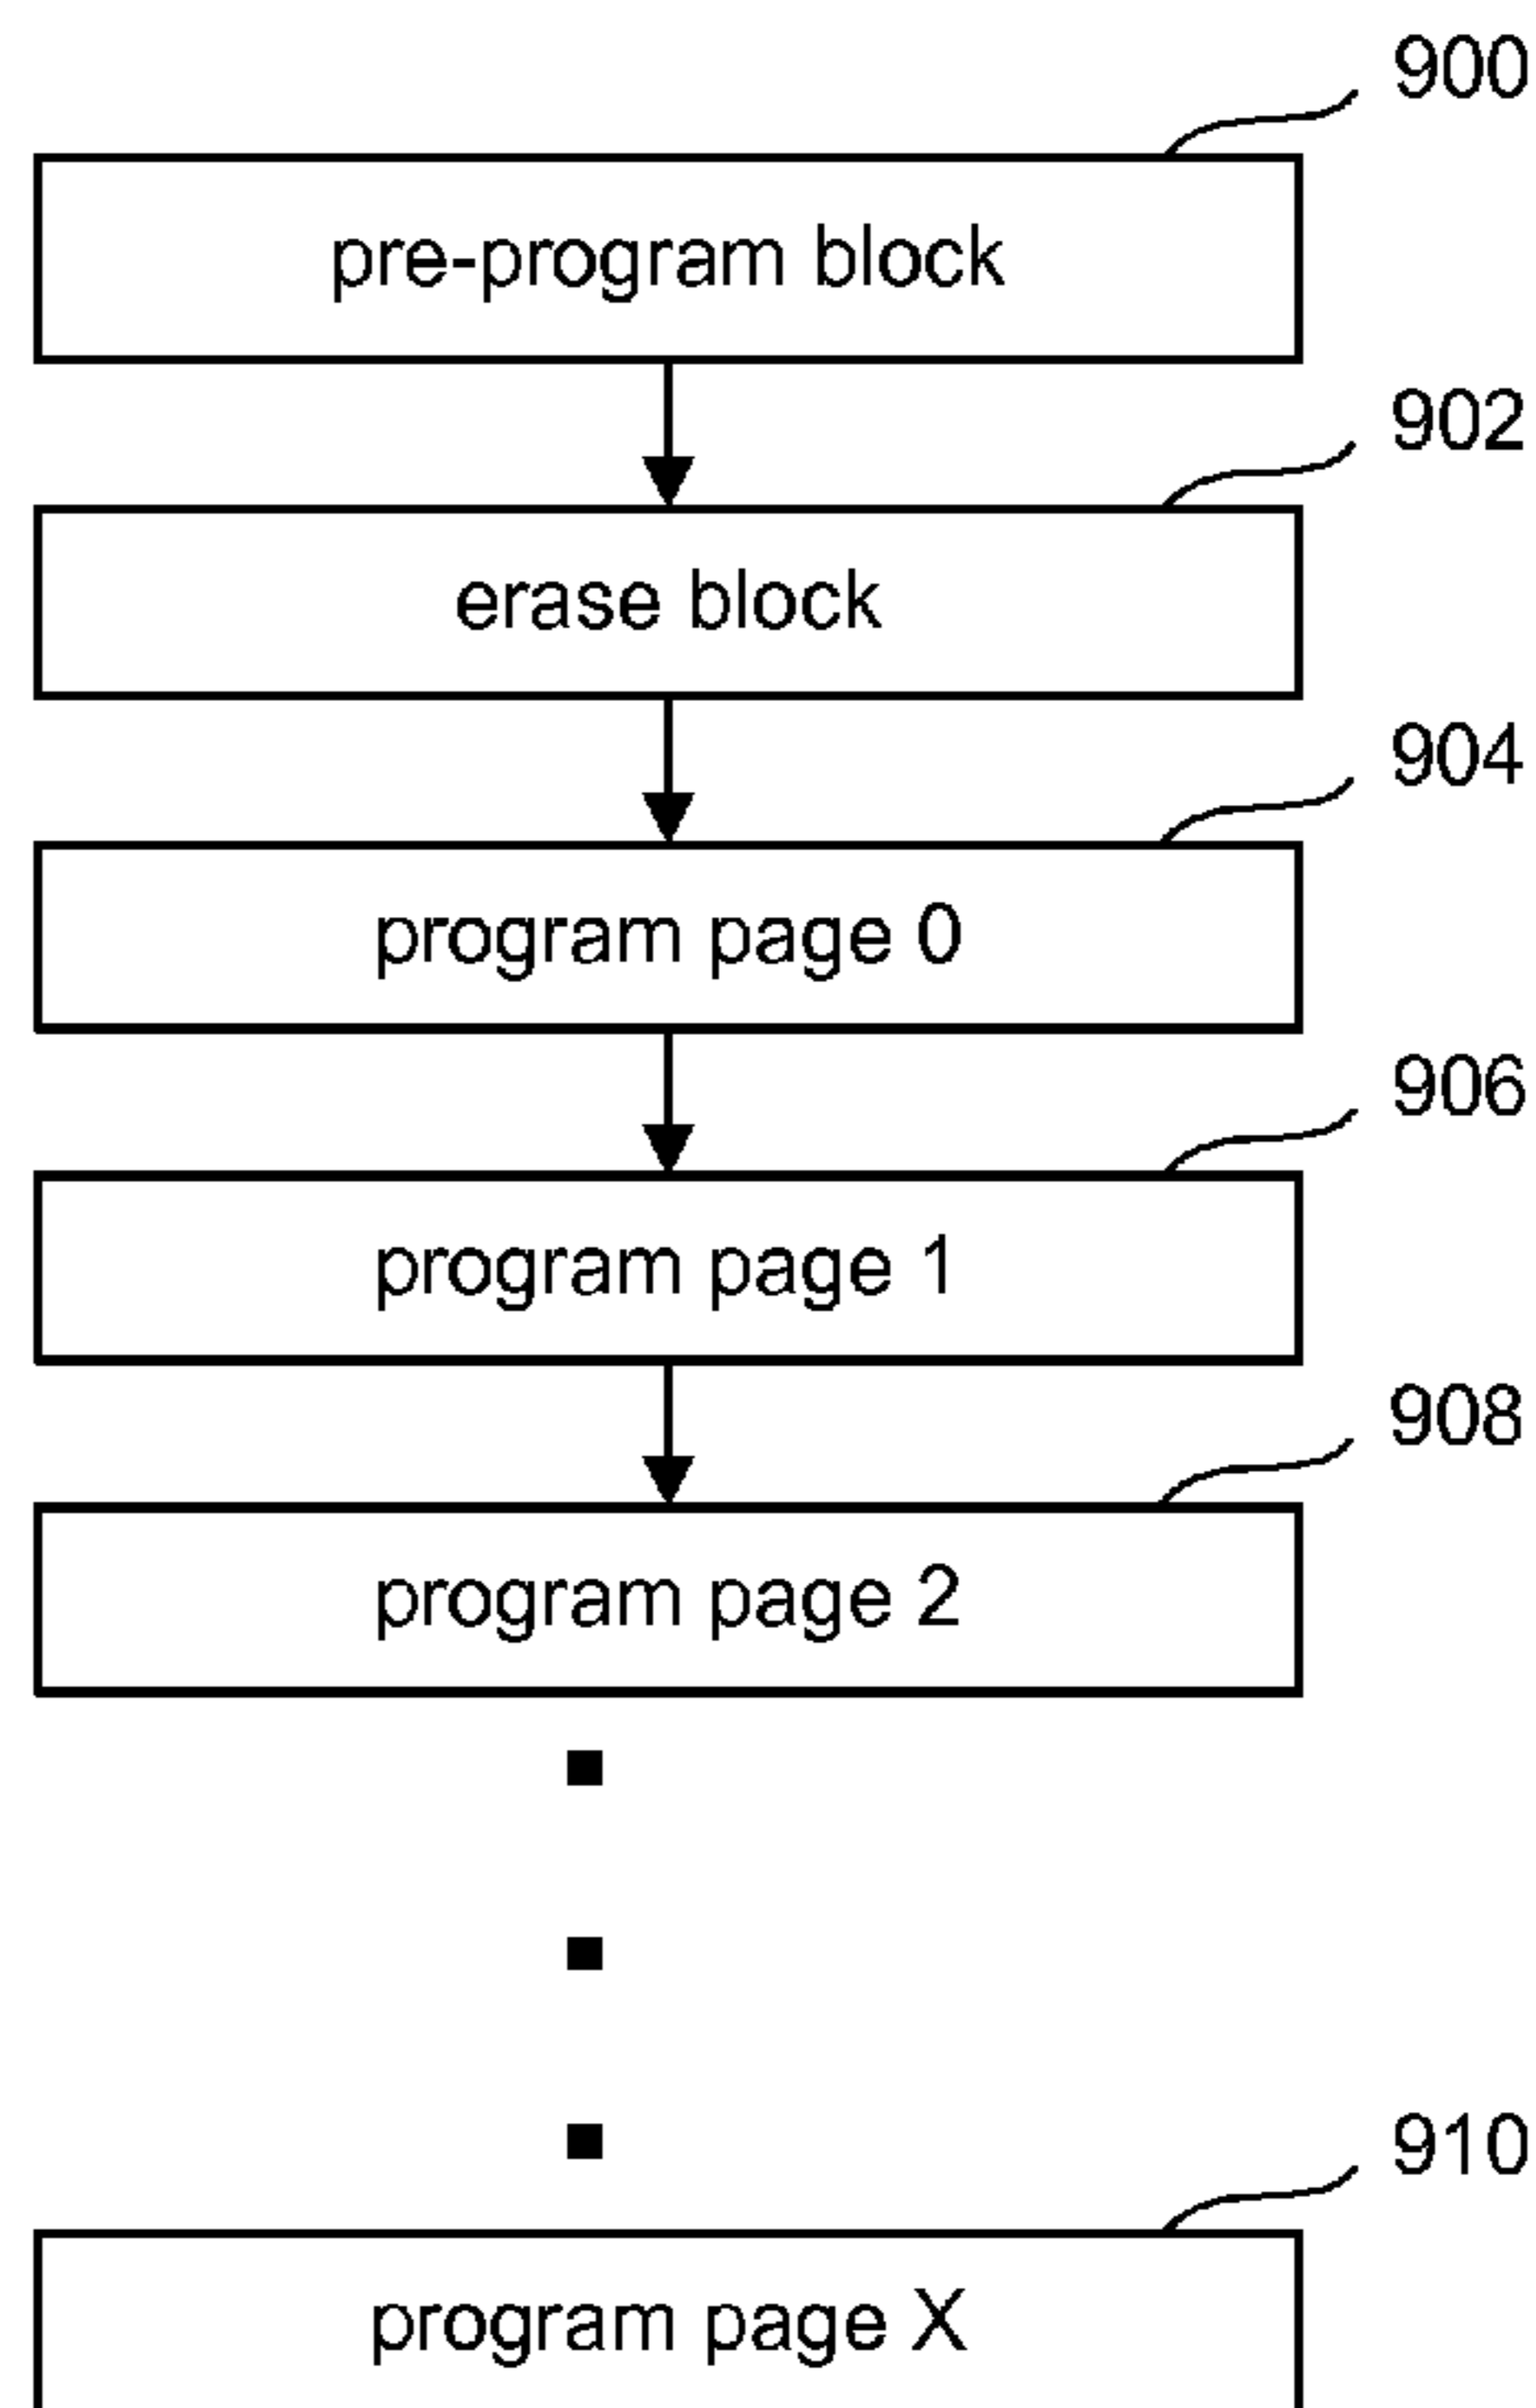 900
pre-program block
902
erase block
904
program page 0
906
program page 1
908
program page 2
910
program page X